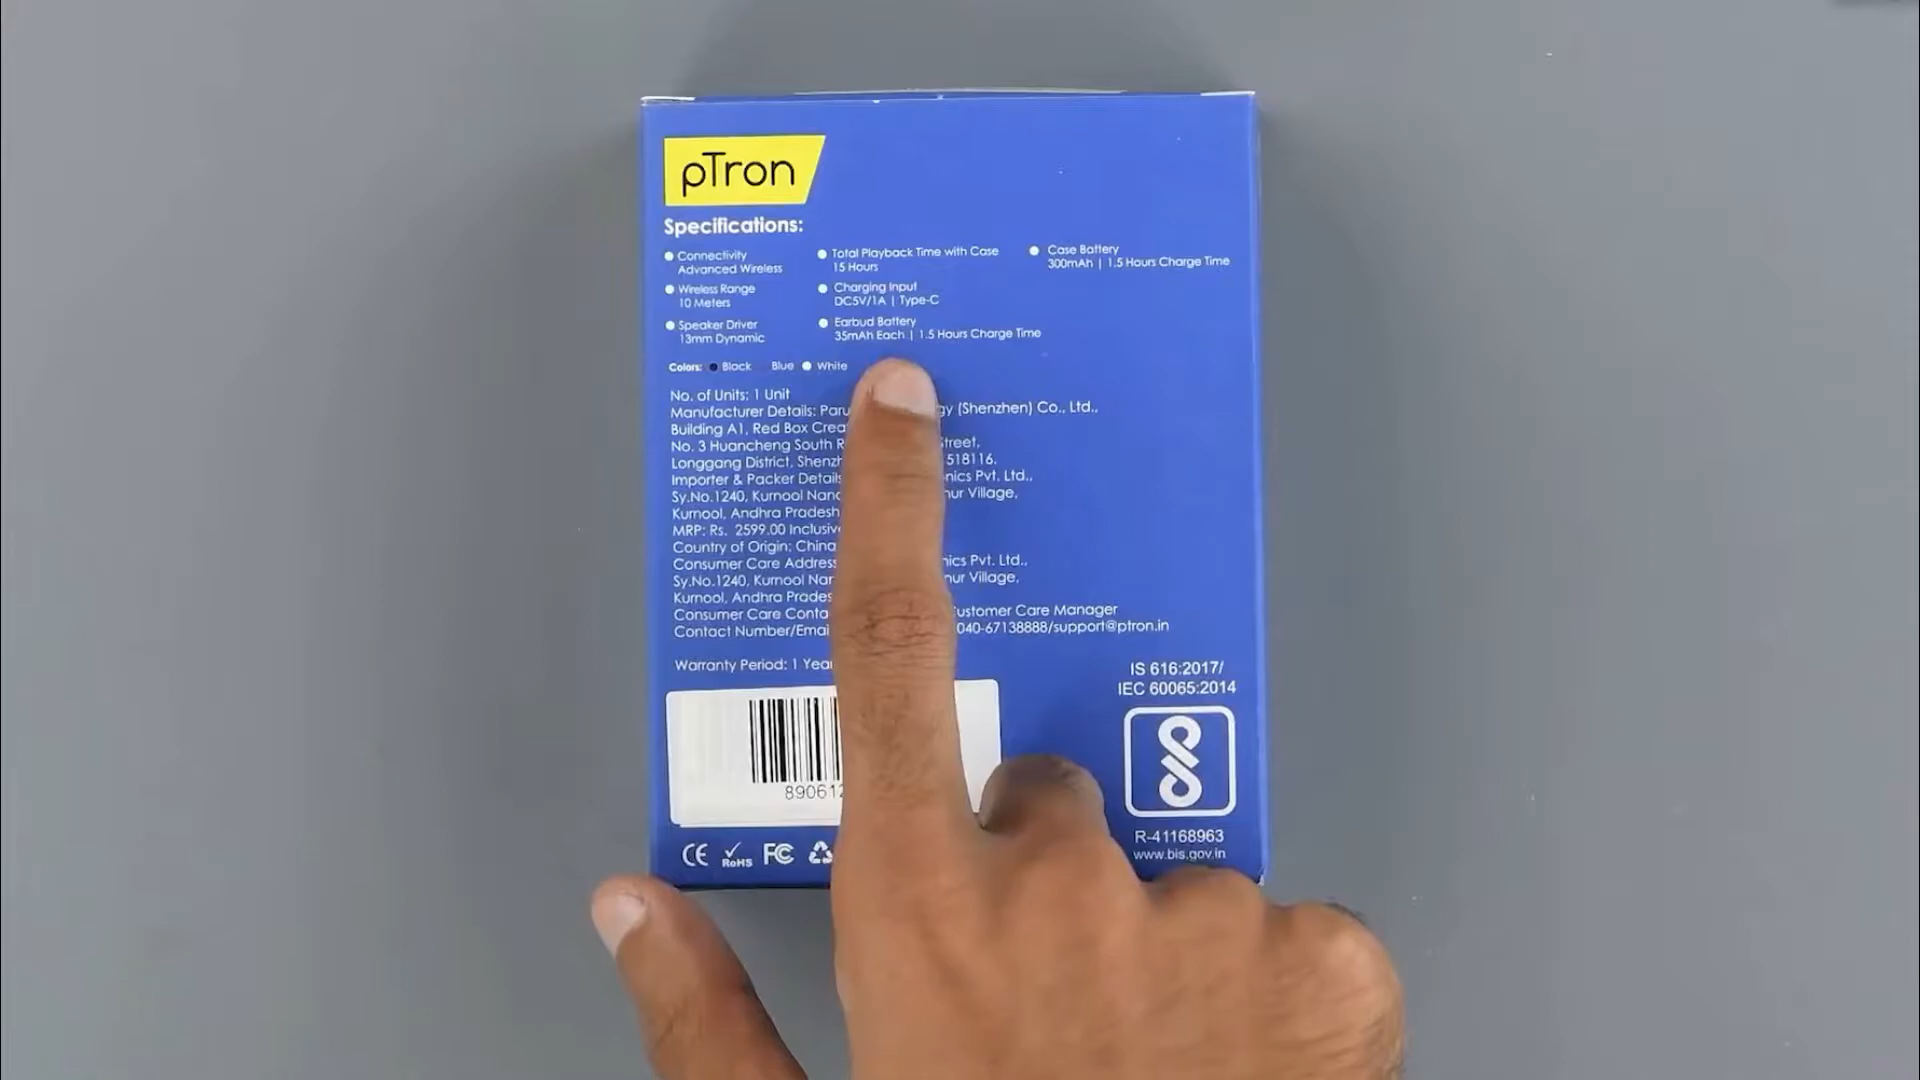 pTron
Specifications:
Connectivity
Advanced Wireless
Wireless Range
10 Meters
Speaker Driver
13mm Dynamic
Total Playback Time with Case
15 Hours
Charging Input
DC5V/1A | Type-C
Earbud Battery
35mAh Each | 1.5 Hours Charge Time
Case Battery
300mAh | 1.5 Hours Charge Time
Colors: Black Blue White
No. of Units: 1 Unit
Manufacturer Details: (Shenzhen) Co., Ltd.,
Building A1, Red Box
No. 3 Huancheng South Street,
Longgang District, 518116.
Importer & Packer Pvt. Ltd.,
Sy.No.1240, Kurnool Village,
Kurnool, Andhra Pradesh
MRP: Rs. 2599.00
Country of Origin: China
Consumer Care Pvt. Ltd.,
Sy.No.1240, Kurnool Village,
Kurnool, Andhra
Consumer Care Customer Care Manager
Contact 040-67138888/support@ptron.in
Warranty Period: 1
IS 616:2017/
IEC 60065:2014
R-41168963
www.bis.gov.in
CE RoHS FC